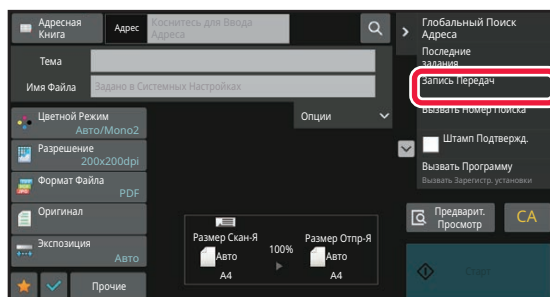 Адресная
Книга
Адрес
Коснитесь для Ввода
Адреса
Тема
Имя Файла
Задано в Системных Настройках
Цветной Режим
Авто/Mono2
Опции
Разрешение
200x200dpi
Формат Файла
PDF
Оригинал
Экспозиция
Авто
Прочие
Размер Скан-Я
Авто
A4
100%
Размер Отпр-Я
Авто
A4
Глобальный Поиск
Адреса
Последние
задания
Запись Передач
Вызвать Номер Поиска
Штамп Подтвержд.
Вызвать Программу
Вызвать Зарегистр. установки
Предварит.
Просмотр
CA
Старт